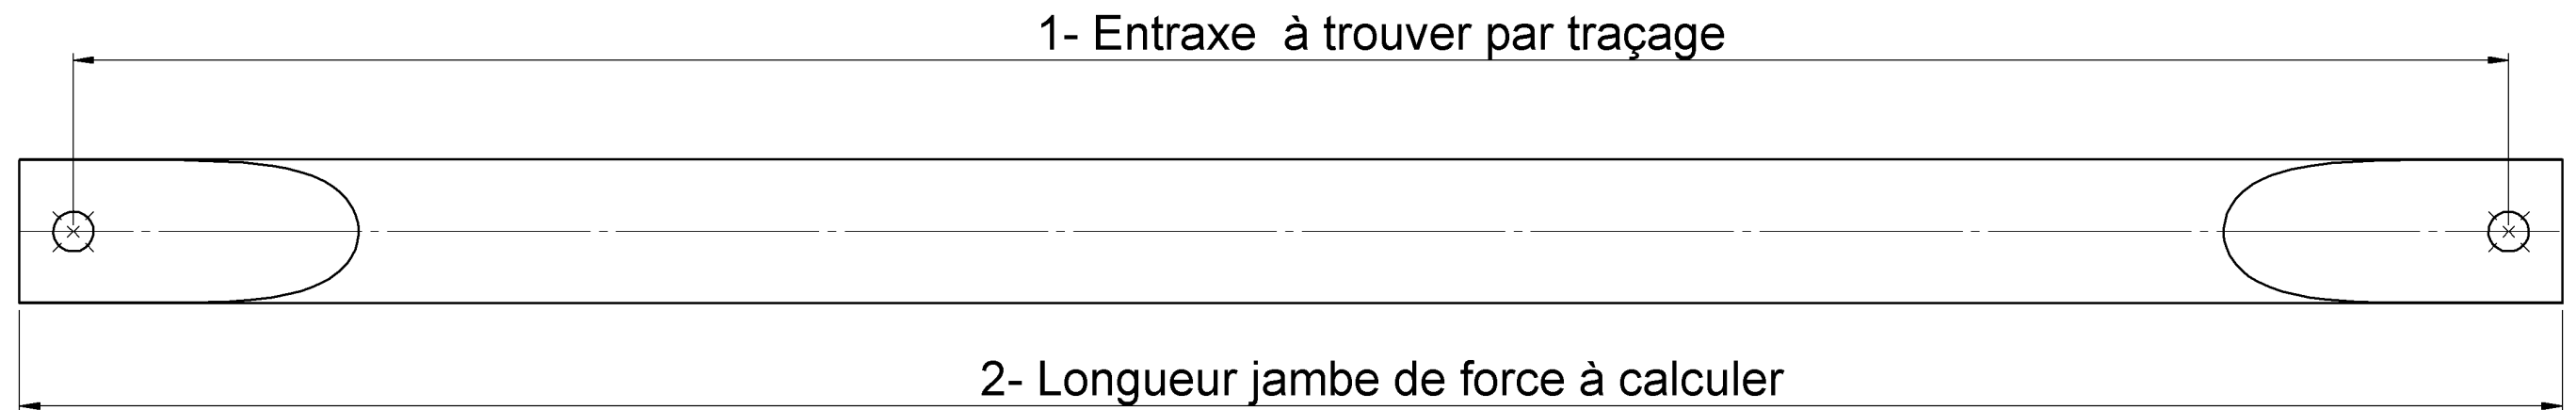 1- Entraxe à trouver par traçage
2- Longueur jambe de force à calculer